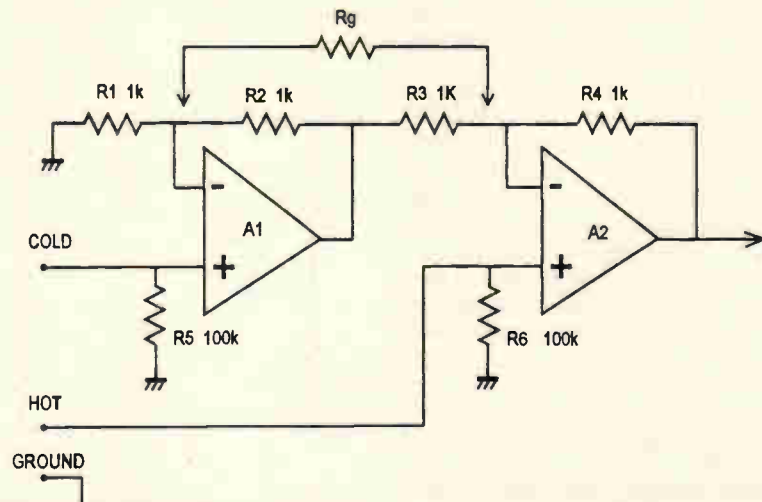 Rg
R1 1k
R2 1k
R3 1K
R4 1k
-
-
A1
A2
COLD
+
+
R5 100k
R6 100k
HOT
GROUND